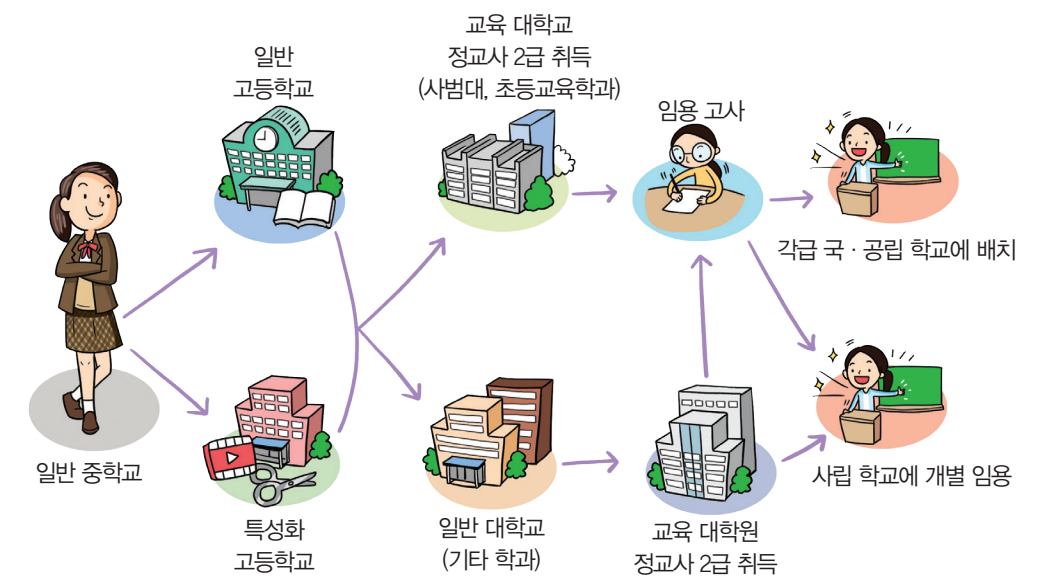 일반
고등학교
교육 대학교
정교사 2급 취득
(사범대, 초등교육학과)
임용 고사
각급 국 · 공립 학교에 배치
일반 중학교
특성화
고등학교
일반 대학교
(기타 학과)
교육 대학원
정교사 2급 취득
사립 학교에 개별 임용